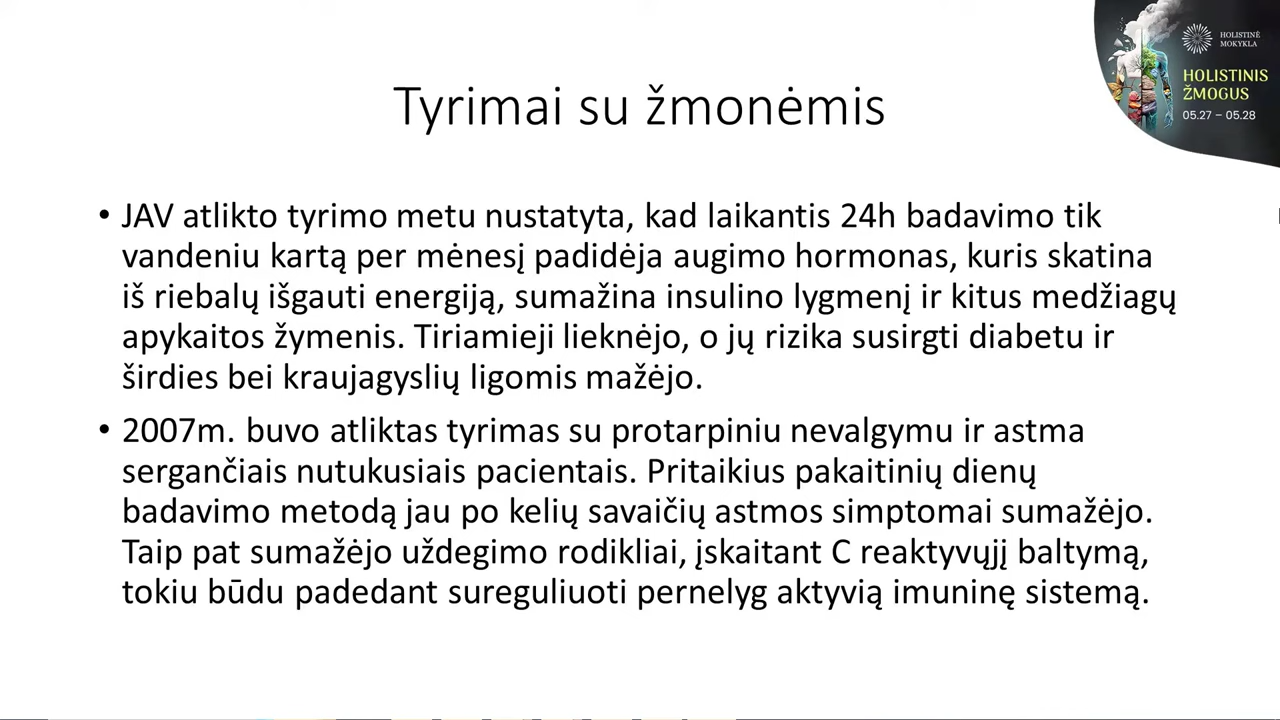 HOLISTINĖ
MOKYKLA
HOLISTINIS
ŽMOGUS
05.27 – 05.28
Tyrimai su žmonėmis
• JAV atlikto tyrimo metu nustatyta, kad laikantis 24h badavimo tik
vandeniu kartą per mėnesį padidėja augimo hormonas, kuris skatina
iš riebalų išgauti energiją, sumažina insulino lygmenį ir kitus medžiagų
apykaitos žymenis. Tiriamieji lieknėjo, o jų rizika susirgti diabetu ir
širdies bei kraujagyslių ligomis mažėjo.
• 2007m. buvo atliktas tyrimas su protarpiniu nevalgymu ir astma
sergančiais nutukusiais pacientais. Pritaikius pakaitinių dienų
badavimo metodą jau po kelių savaičių astmos simptomai sumažėjo.
Taip pat sumažėjo uždegimo rodikliai, įskaitant C reaktyvųjį baltymą,
tokiu būdu padedant sureguliuoti pernelyg aktyvią imuninę sistemą.